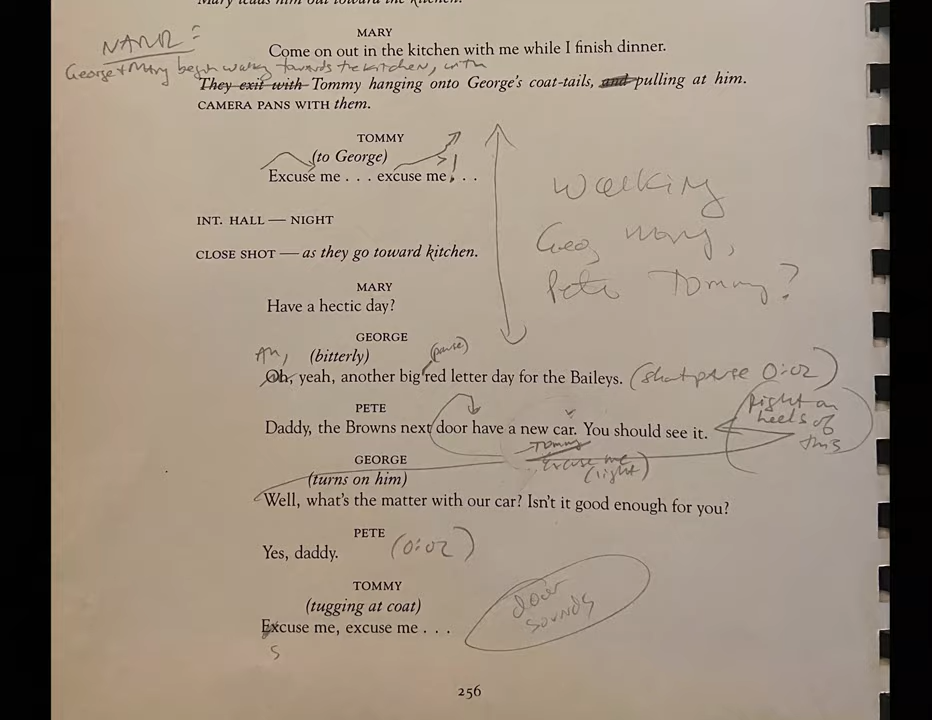 Mary leads him out toward the kitchen.
MARY
NARR:
Come on out in the kitchen with me while I finish dinner.
George + Mary begin walking towards the kitchen, with
They exit with Tommy hanging onto George's coat-tails, and pulling at him.
CAMERA PANS WITH them.
TOMMY
(to George)
Excuse me . . . excuse me! . .
Walking
Geo, Mary,
Pete Tommy?
INT. HALL — NIGHT
CLOSE SHOT — as they go toward kitchen.
MARY
Have a hectic day?
GEORGE
Ah, (bitterly) (pause)
Oh, yeah, another big red letter day for the Baileys. (short pause 0:02)
PETE
Daddy, the Browns next door have a new car. You should see it.
Right on
heels of
this
Tommy
Excuse me
(light)
GEORGE
(turns on him)
Well, what's the matter with our car? Isn't it good enough for you?
PETE
Yes, daddy. (0:02)
TOMMY
(tugging at coat)
Excuse me, excuse me . . .
S
door
sounds
256